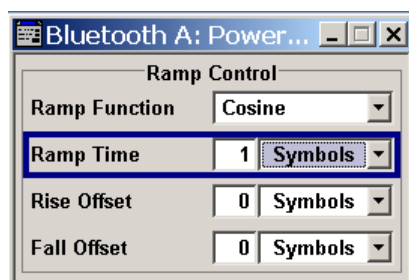 Bluetooth A: Power...
Ramp Control
Ramp Function Cosine
Ramp Time 1 Symbols
Rise Offset 0 Symbols
Fall Offset 0 Symbols